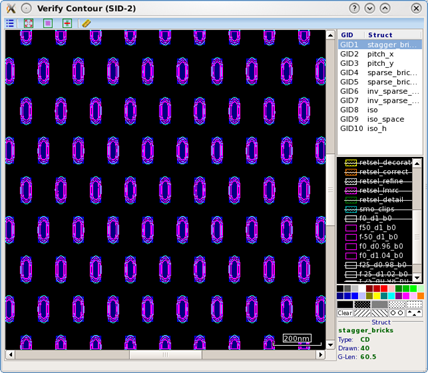 Verify Contour (SID-2)
GID Struct
GID1 stagger_bri...
GID2 pitch_x
GID3 pitch_y
GID4 sparse_bric...
GID5 sparse_bric...
GID6 inv_sparse_...
GID7 inv_sparse_...
GID8 iso
GID9 iso_space
GID10 iso_h
retsel_decorat
retsel_correct
retsel_refine
retsel_lmrc
retsel_detail
smo_clips
f0_d1_b0
f50_d1_b0
f-50_d1_b0
f0_d0.96_b0
f0_d1.04_b0
f25_d0.98_b0
f-25_d1.02_b0
Clear
200nm
Struct
stagger_bricks
Type: CD
Drawn: 40
G-Len: 60.5